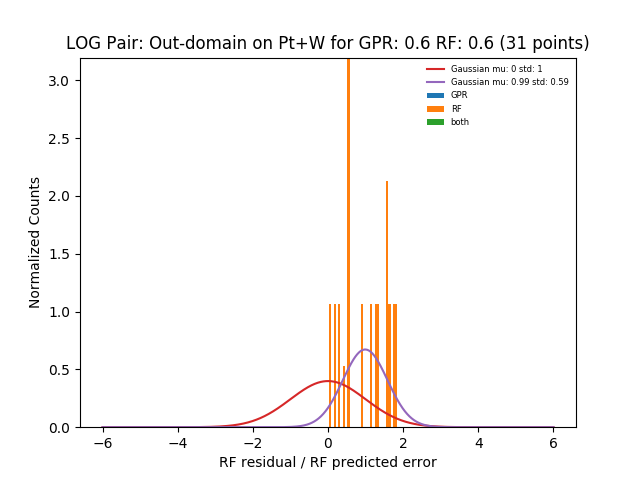 LOG Pair: Out-domain on Pt+W for GPR: 0.6 RF: 0.6 (31 points)
Gaussian mu: 0 std: 1
Gaussian mu: 0.99 std: 0.59
GPR
RF
both
Normalized Counts
3.0
2.5
2.0
1.5
1.0
0.5
0.0
−6 −4 −2 0 2 4 6
RF residual / RF predicted error